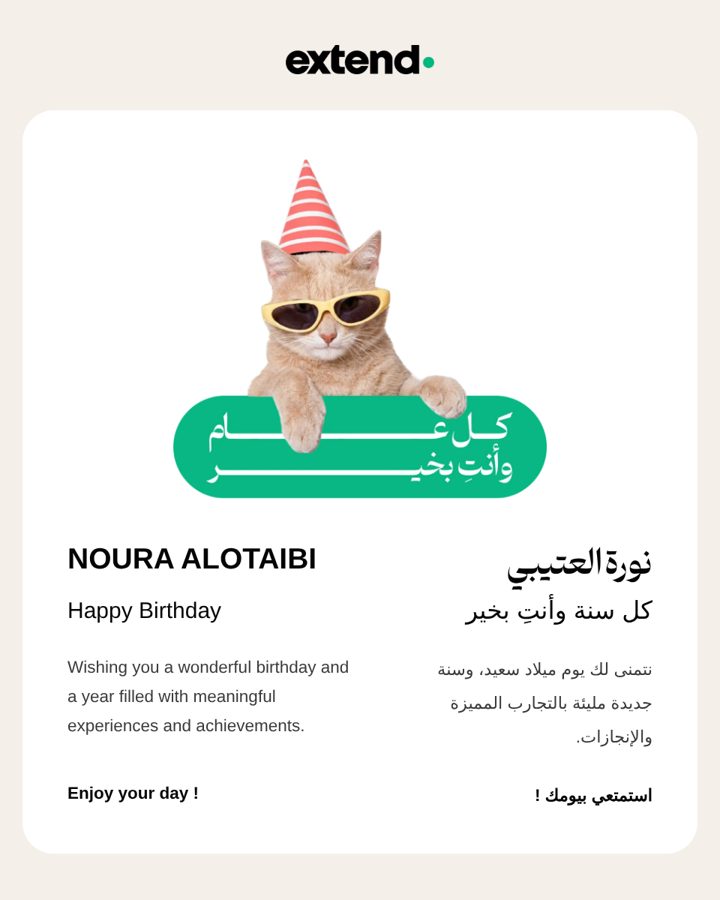 extend
كل عام
وأنتِ بخير
NOURA ALOTAIBI
Happy Birthday
Wishing you a wonderful birthday and
a year filled with meaningful
experiences and achievements.
Enjoy your day !
نورة العتيبي
كل سنة وأنتِ بخير
نتمنى لك يوم ميلاد سعيد، وسنة
جديدة مليئة بالتجارب المميزة
والإنجازات.
استمتعي بيومك !